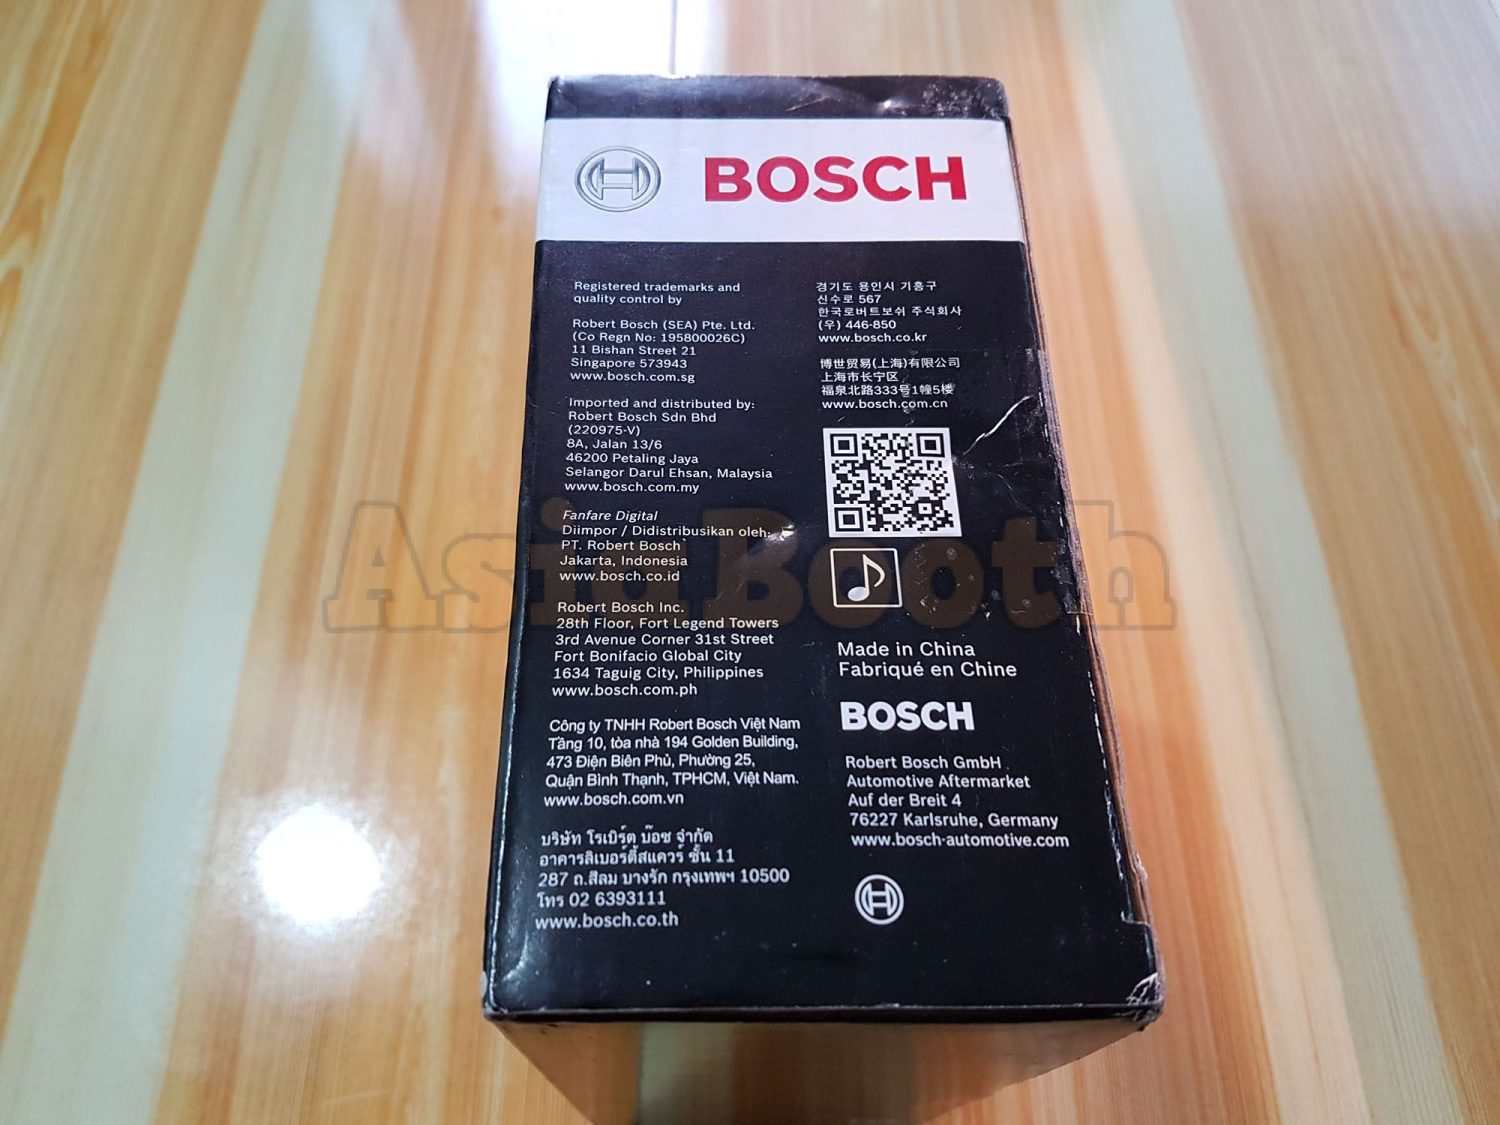 BOSCH
Registered trademarks and
quality control by
Robert Bosch (SEA) Pte. Ltd.
(Co Regn No: 195800026C)
11 Bishan Street 21
Singapore 573943
www.bosch.com.sg
Imported and distributed by:
Robert Bosch Sdn Bhd
(220975-V)
8A, Jalan 13/6
46200 Petaling Jaya
Selangor Darul Ehsan, Malaysia
www.bosch.com.my
Fanfare Digital
Diimpor / Didistribusikan oleh:
PT. Robert Bosch
Jakarta, Indonesia
www.bosch.co.id
Robert Bosch Inc.
28th Floor, Fort Legend Towers
3rd Avenue Corner 31st Street
Fort Bonifacio Global City
1634 Taguig City, Philippines
www.bosch.com.ph
Công ty TNHH Robert Bosch Việt Nam
Tầng 10, tòa nhà 194 Golden Building,
473 Điện Biên Phủ, Phường 25,
Quận Bình Thạnh, TPHCM, Việt Nam.
www.bosch.com.vn
บริษัท โรเบิร์ต บ๊อช จำกัด
อาคารลิเบอร์ตี้สแควร์ ชั้น 11
287 ถ.สีลม บางรัก กรุงเทพฯ 10500
โทร 02 6393111
www.bosch.co.th
경기도 용인시 기흥구
신수로 567
한국로버트보쉬 주식회사
(우) 446-850
www.bosch.co.kr
博世贸易(上海)有限公司
上海市长宁区
福泉北路333号1幢5楼
www.bosch.com.cn
Made in China
Fabriqué en Chine
BOSCH
Robert Bosch GmbH
Automotive Aftermarket
Auf der Breit 4
76227 Karlsruhe, Germany
www.bosch-automotive.com
AsiaBooth